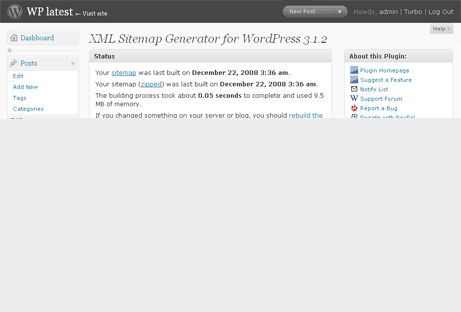 WP latest ← Visit site
New Post
Howdy, admin | Turbo | Log Out
Help
Dashboard
Posts
Edit
Add New
Tags
Categories
XML Sitemap Generator for WordPress 3.1.2
Status
Your sitemap was last built on December 22, 2008 3:36 am.
Your sitemap (zipped) was last built on December 22, 2008 3:36 am.
The building process took about 0.05 seconds to complete and used 9.5
MB of memory.
If you changed something on your server or blog, you should rebuild the
About this Plugin:
Plugin Homepage
Suggest a Feature
Notify List
Support Forum
Report a Bug
Donate with PayPal